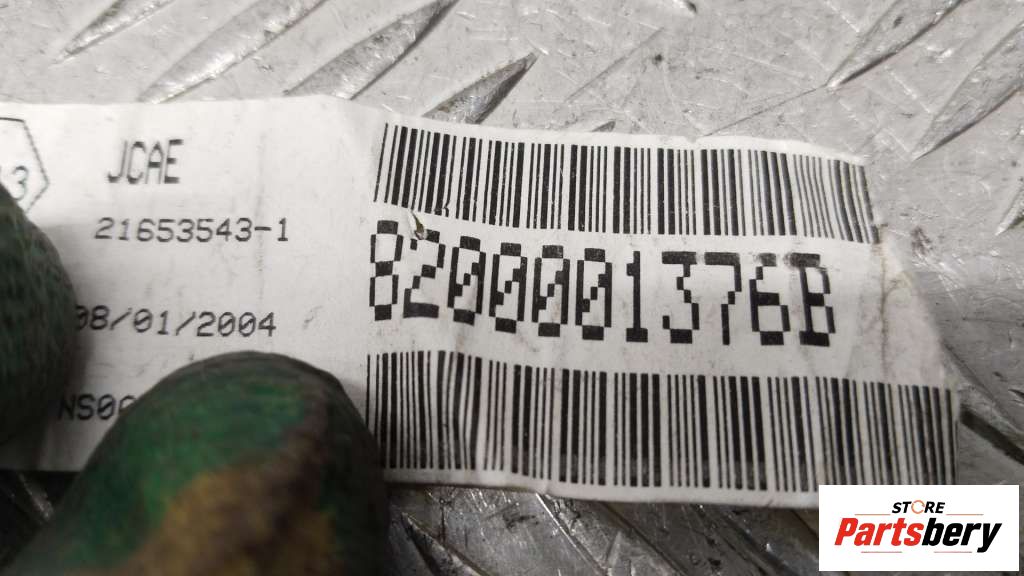 JCAE
21653543-1
8200001376B
08/01/2004
STORE
Partsbery